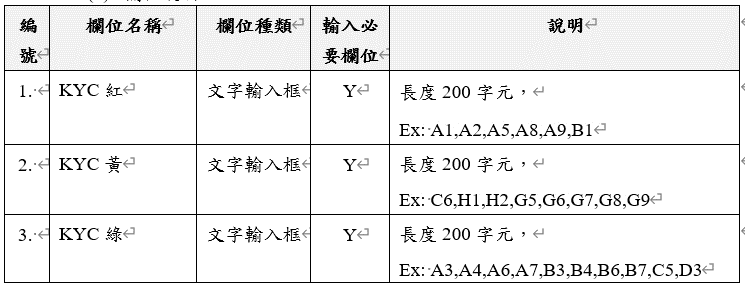 編 欄位名稱 欄位種類 輸入必 說明
號 要欄位
1. KYC 紅 文字輸入框 Y 長度 200 字元，
Ex: A1,A2,A5,A8,A9,B1
2. KYC 黃 文字輸入框 Y 長度 200 字元，
Ex: C6,H1,H2,G5,G6,G7,G8,G9
3. KYC 綠 文字輸入框 Y 長度 200 字元，
Ex: A3,A4,A6,A7,B3,B4,B6,B7,C5,D3